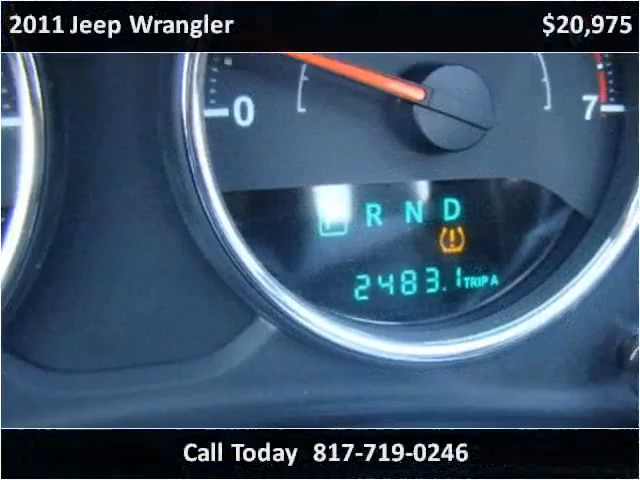 2011 Jeep Wrangler $20,975
0 7
P R N D
2483.1 TRIP A
Call Today 817-719-0246